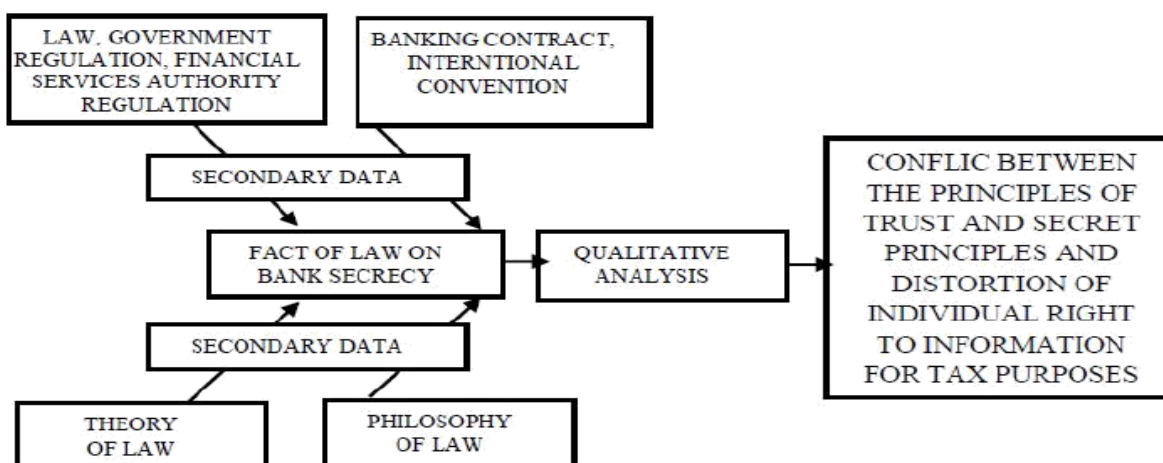 LAW, GOVERNMENT
REGULATION, FINANCIAL
SERVICES AUTHORITY
REGULATION
BANKING CONTRACT,
INTERNTIONAL
CONVENTION
SECONDARY DATA
FACT OF LAW ON
BANK SECRECY
QUALITATIVE
ANALYSIS
CONFLIC BETWEEN
THE PRINCIPLES OF
TRUST AND SECRET
PRINCIPLES AND
DISTORTION OF
INDIVIDUAL RIGHT
TO INFORMATION
FOR TAX PURPOSES
SECONDARY DATA
THEORY
OF LAW
PHILOSOPHY
OF LAW